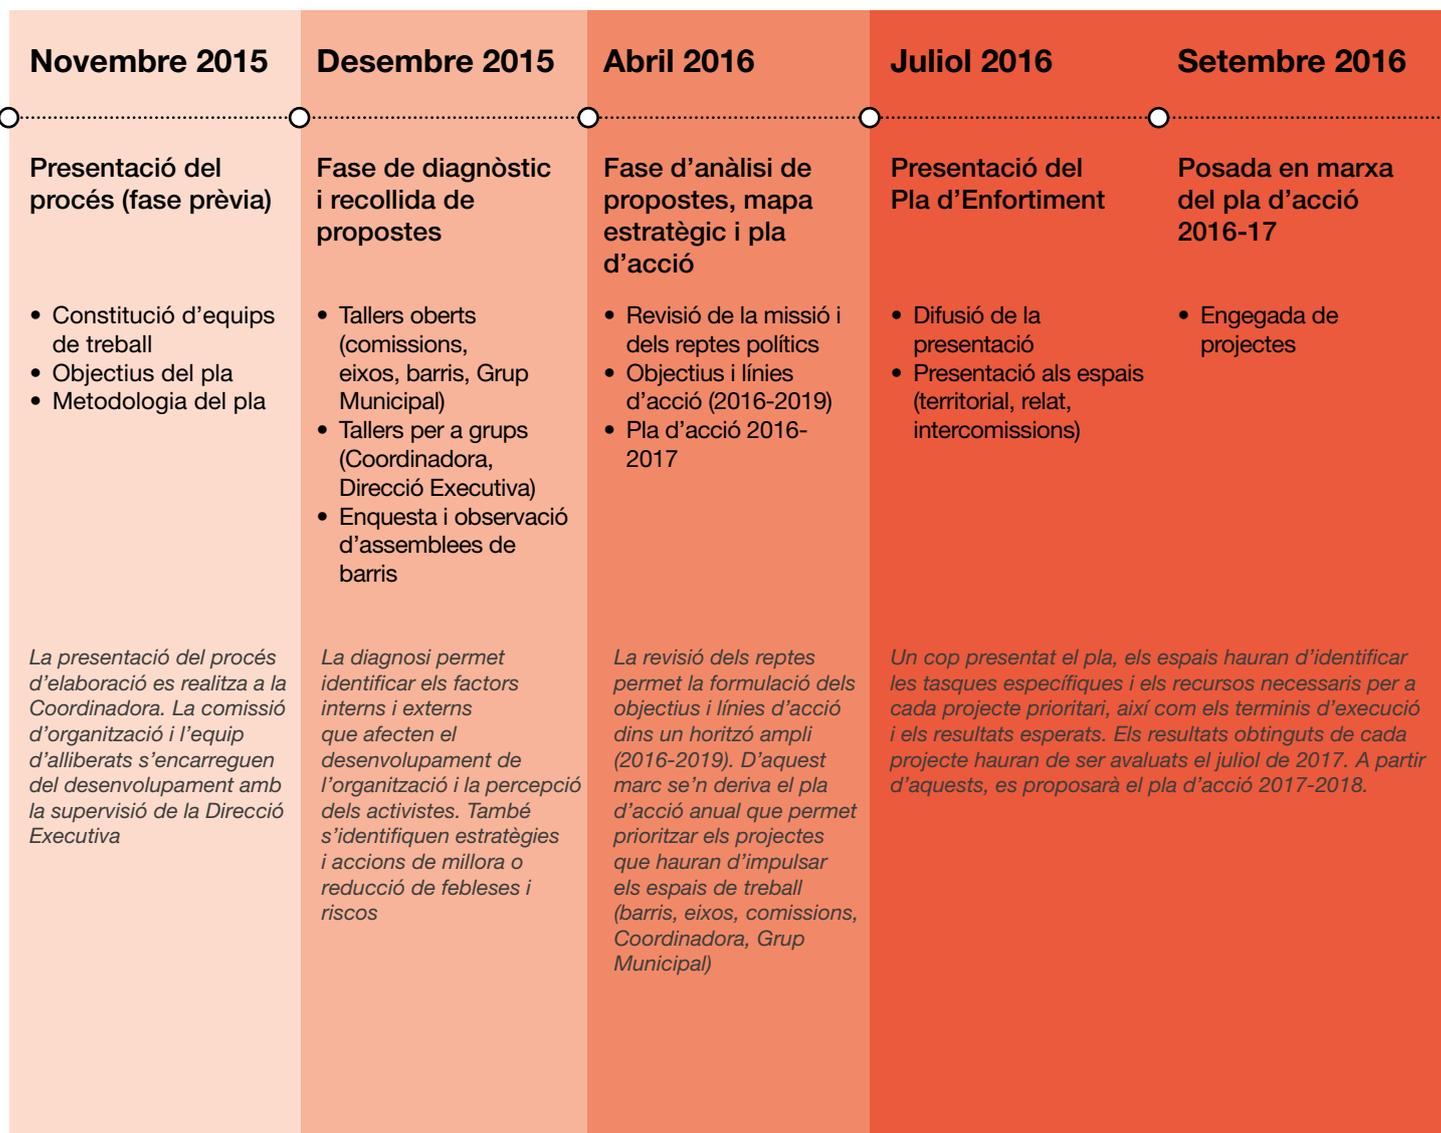 Novembre 2015
Presentació del
procés (fase prèvia)
• Constitució d’equips
de treball
• Objectius del pla
• Metodologia del pla
La presentació del procés
d’elaboració es realitza a la
Coordinadora. La comissió
d’organització i l’equip
d’alliberats s’encarreguen
del desenvolupament amb
la supervisió de la Direcció
Executiva
Desembre 2015
Fase de diagnòstic
i recollida de
propostes
• Tallers oberts
(comissions,
eixos, barris, Grup
Municipal)
• Tallers per a grups
(Coordinadora,
Direcció Executiva)
• Enquesta i observació
d’assemblees de
barris
La diagnosi permet
identificar els factors
interns i externs
que afecten el
desenvolupament de
l’organització i la percepció
dels activistes. També
s’identifiquen estratègies
i accions de millora o
reducció de febleses i
riscos
Abril 2016
Fase d’anàlisi de
propostes, mapa
estratègic i pla
d’acció
• Revisió de la missió i
dels reptes polítics
• Objectius i línies
d’acció (2016-2019)
• Pla d’acció 2016-
2017
La revisió dels reptes
permet la formulació dels
objectius i línies d’acció
dins un horitzó ampli
(2016-2019). D’aquest
marc se’n deriva el pla
d’acció anual que permet
prioritzar els projectes
que hauran d’impulsar
els espais de treball
(barris, eixos, comissions,
Coordinadora, Grup
Municipal)
Juliol 2016
Presentació del
Pla d’Enfortiment
• Difusió de la
presentació
• Presentació als espais
(territorial, relat,
intercomissions)
Setembre 2016
Posada en marxa
del pla d’acció
2016-17
• Engegada de
projectes
Un cop presentat el pla, els espais hauran d’identificar
les tasques específiques i els recursos necessaris per a
cada projecte prioritari, així com els terminis d’execució
i els resultats esperats. Els resultats obtinguts de cada
projecte hauran de ser avaluats el juliol de 2017. A partir
d’aquests, es proposarà el pla d’acció 2017-2018.